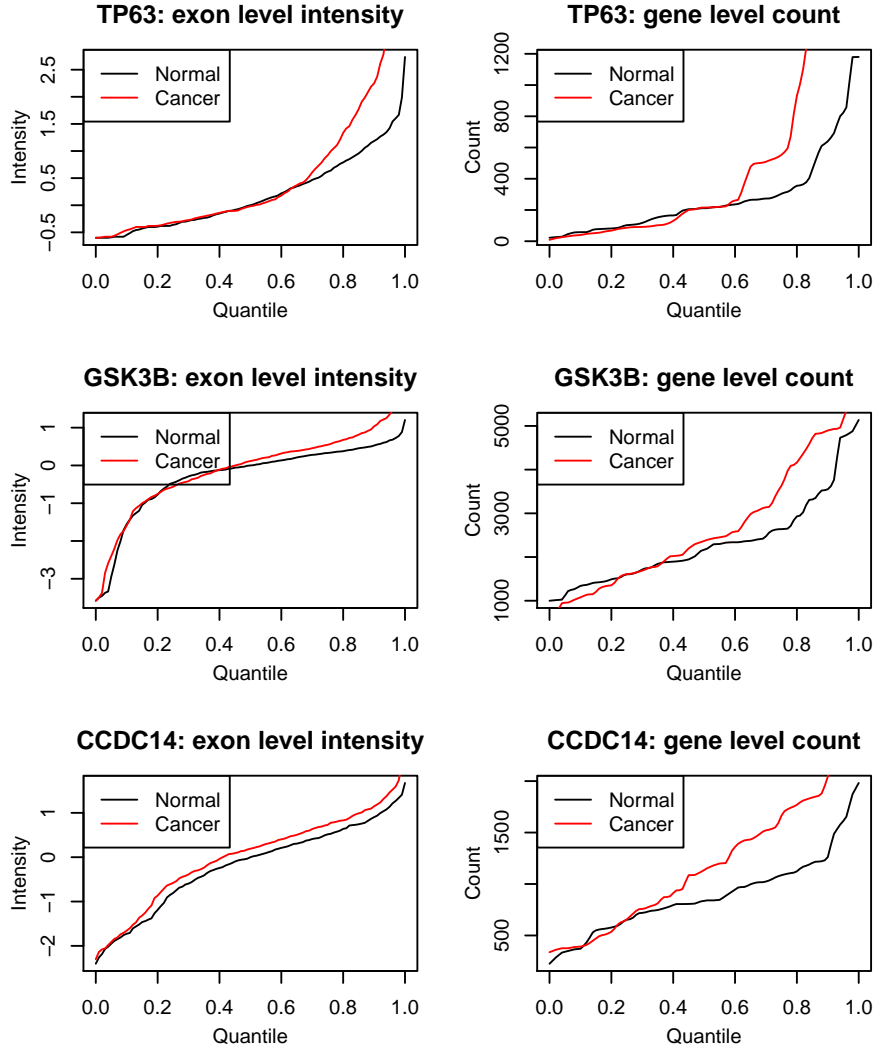 TP63: exon level intensity
Intensity
2.5
1.5
0.5
−0.5
Normal
Cancer
0.0 0.2 0.4 0.6 0.8 1.0
Quantile
TP63: gene level count
Count
1200
800
400
0
Normal
Cancer
0.0 0.2 0.4 0.6 0.8 1.0
Quantile
GSK3B: exon level intensity
Intensity
1
0
−1
−3
Normal
Cancer
0.0 0.2 0.4 0.6 0.8 1.0
Quantile
GSK3B: gene level count
Count
5000
3000
1000
Normal
Cancer
0.0 0.2 0.4 0.6 0.8 1.0
Quantile
CCDC14: exon level intensity
Intensity
1
0
−1
−2
Normal
Cancer
0.0 0.2 0.4 0.6 0.8 1.0
Quantile
CCDC14: gene level count
Count
1500
500
Normal
Cancer
0.0 0.2 0.4 0.6 0.8 1.0
Quantile